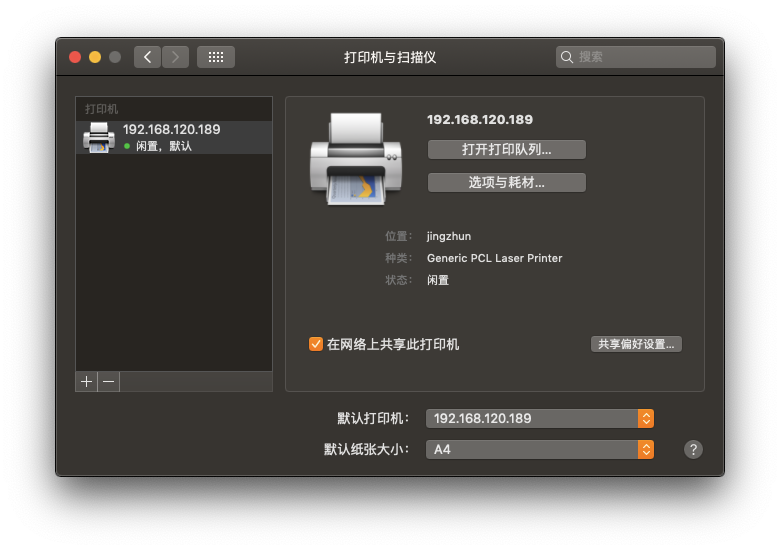 打印机与扫描仪
搜索
打印机
192.168.120.189
闲置，默认
192.168.120.189
打开打印队列...
选项与耗材...
位置： jingzhun
种类： Generic PCL Laser Printer
状态： 闲置
在网络上共享此打印机
共享偏好设置...
默认打印机： 192.168.120.189
默认纸张大小： A4
?